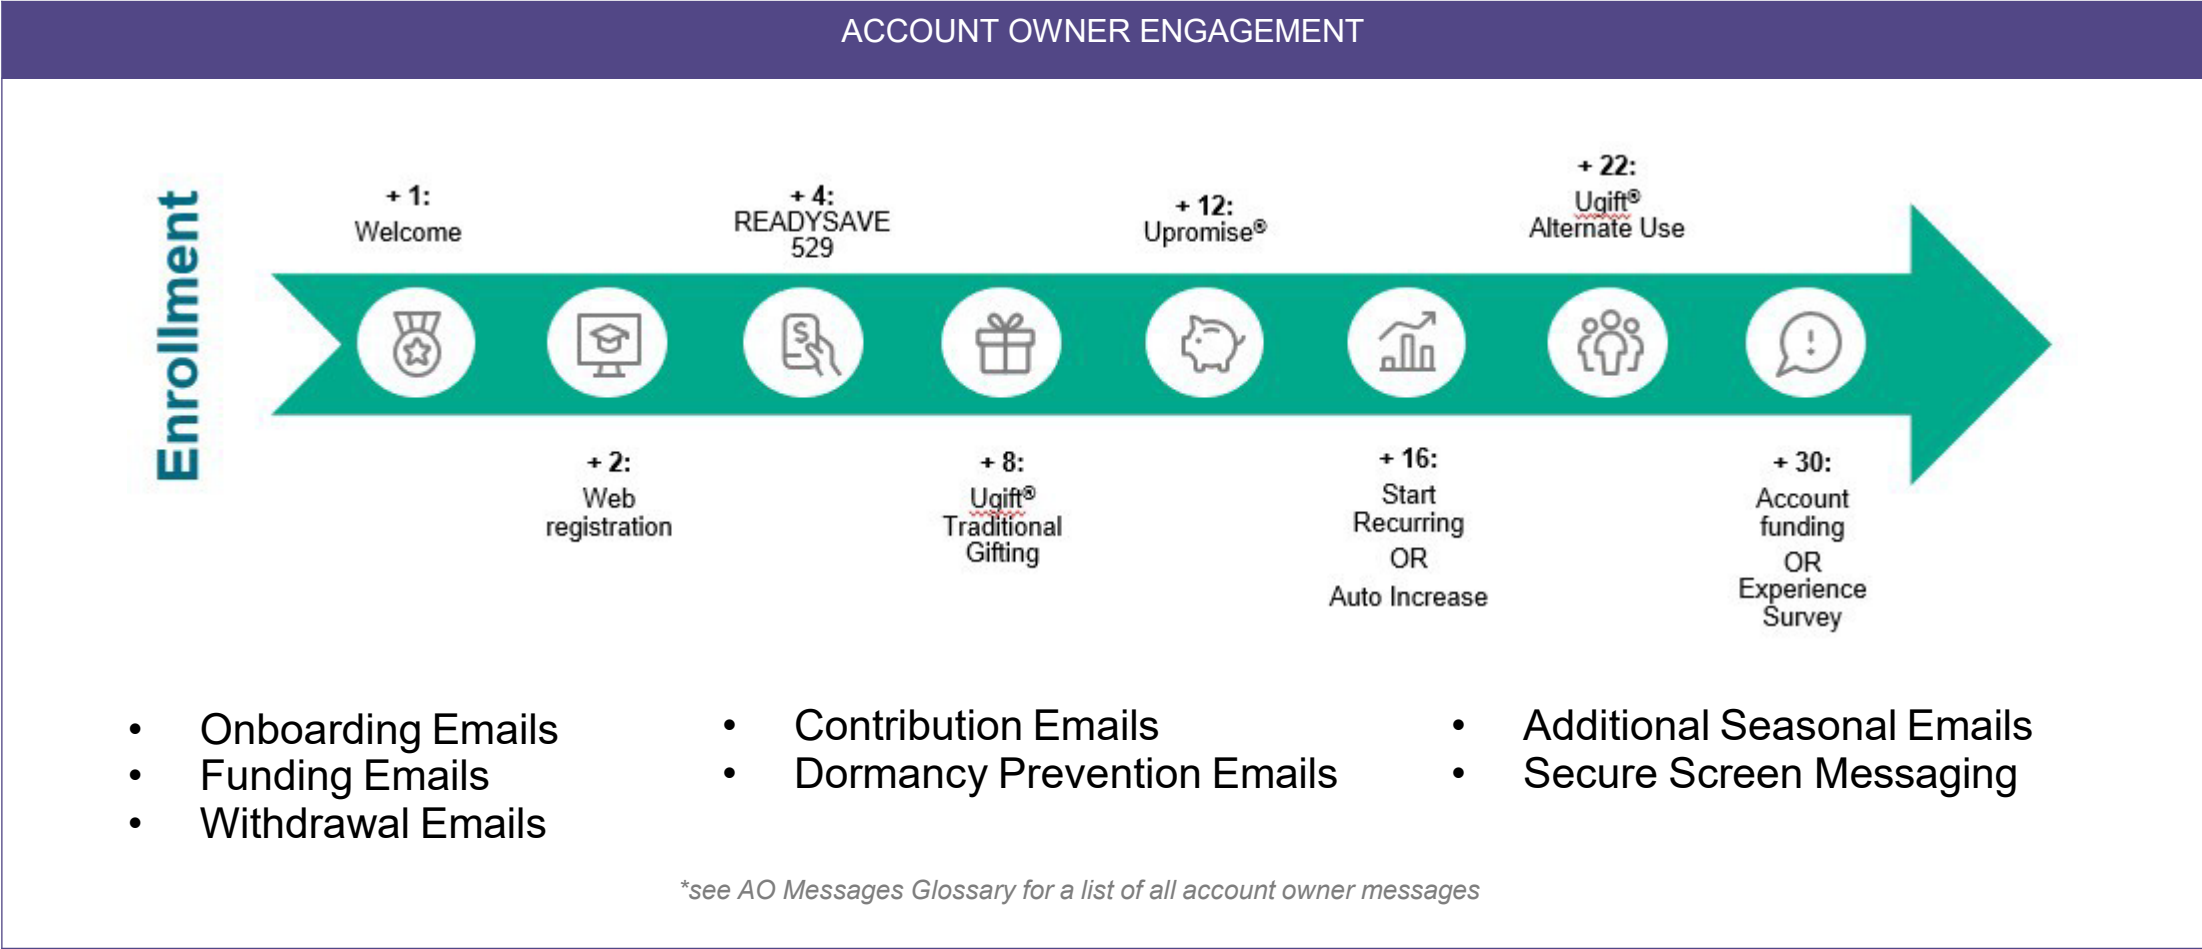 ACCOUNT OWNER ENGAGEMENT
Enrollment
+ 1:
Welcome
+ 2:
Web
registration
+ 4:
READYSAVE
529
+ 8:
Ugift®
Traditional
Gifting
+ 12:
Upromise®
+ 16:
Start
Recurring
OR
Auto Increase
+ 22:
Ugift®
Alternate Use
+ 30:
Account
funding
OR
Experience
Survey
$
!
• Onboarding Emails
• Funding Emails
• Withdrawal Emails
• Contribution Emails
• Dormancy Prevention Emails
• Additional Seasonal Emails
• Secure Screen Messaging
*see AO Messages Glossary for a list of all account owner messages